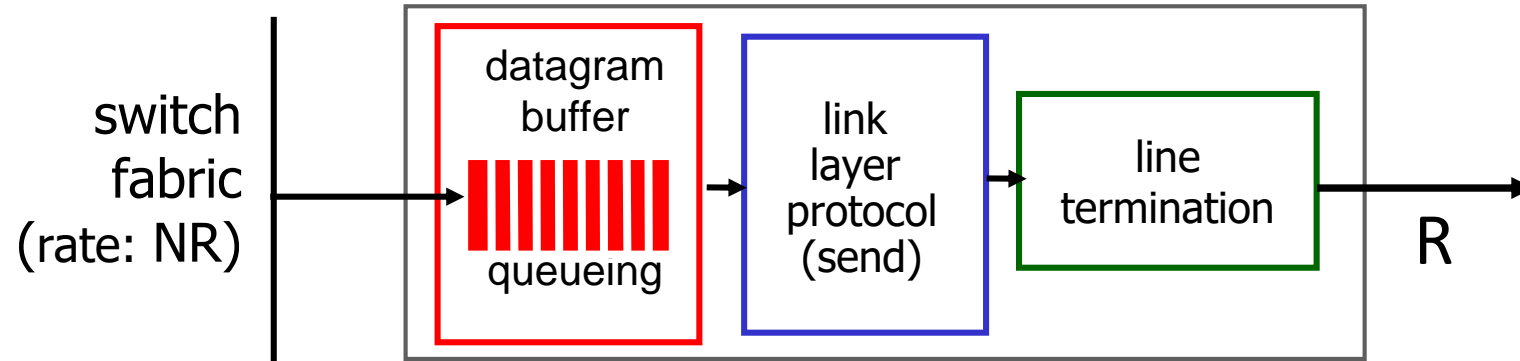 switch
fabric
(rate: NR)
datagram
buffer
queueing
link
layer
protocol
(send)
line
termination
R